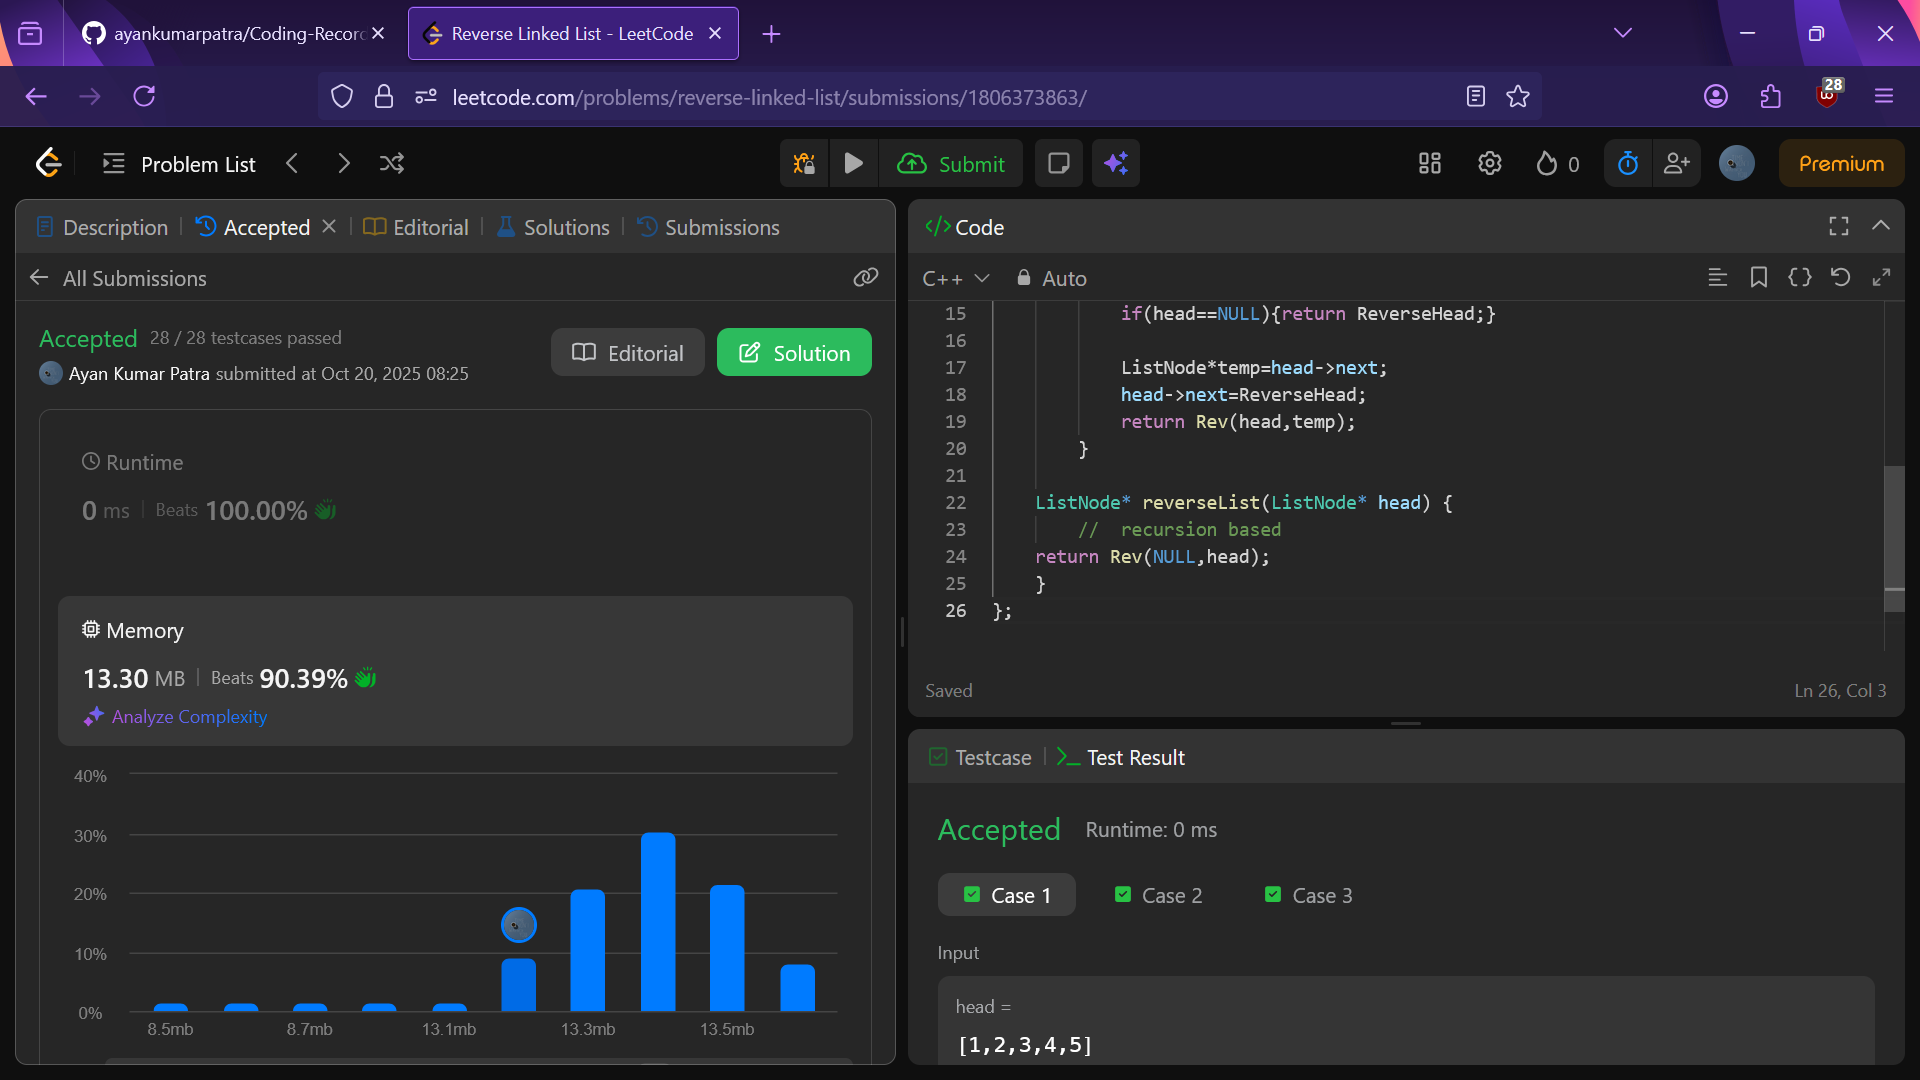 ayankumarpatra/Coding-Record
Reverse Linked List - LeetCode
leetcode.com/problems/reverse-linked-list/submissions/1806373863/
28
Problem List
Submit
0
Premium
Description
Accepted
Editorial
Solutions
Submissions
All Submissions
Accepted 28 / 28 testcases passed
Ayan Kumar Patra submitted at Oct 20, 2025 08:25
Editorial
Solution
Runtime
0 ms Beats 100.00%
Memory
13.30 MB Beats 90.39%
Analyze Complexity
40%
30%
20%
10%
0%
8.5mb 8.7mb 13.1mb 13.3mb 13.5mb
</> Code
C++ Auto
15 if(head==NULL){return ReverseHead;}
16
17 ListNode*temp=head->next;
18 head->next=ReverseHead;
19 return Rev(head,temp);
20 }
21
22 ListNode* reverseList(ListNode* head) {
23 //  recursion based
24 return Rev(NULL,head);
25 }
26 };
Saved
Ln 26, Col 3
Testcase
Test Result
Accepted Runtime: 0 ms
Case 1
Case 2
Case 3
Input
head =
[1,2,3,4,5]